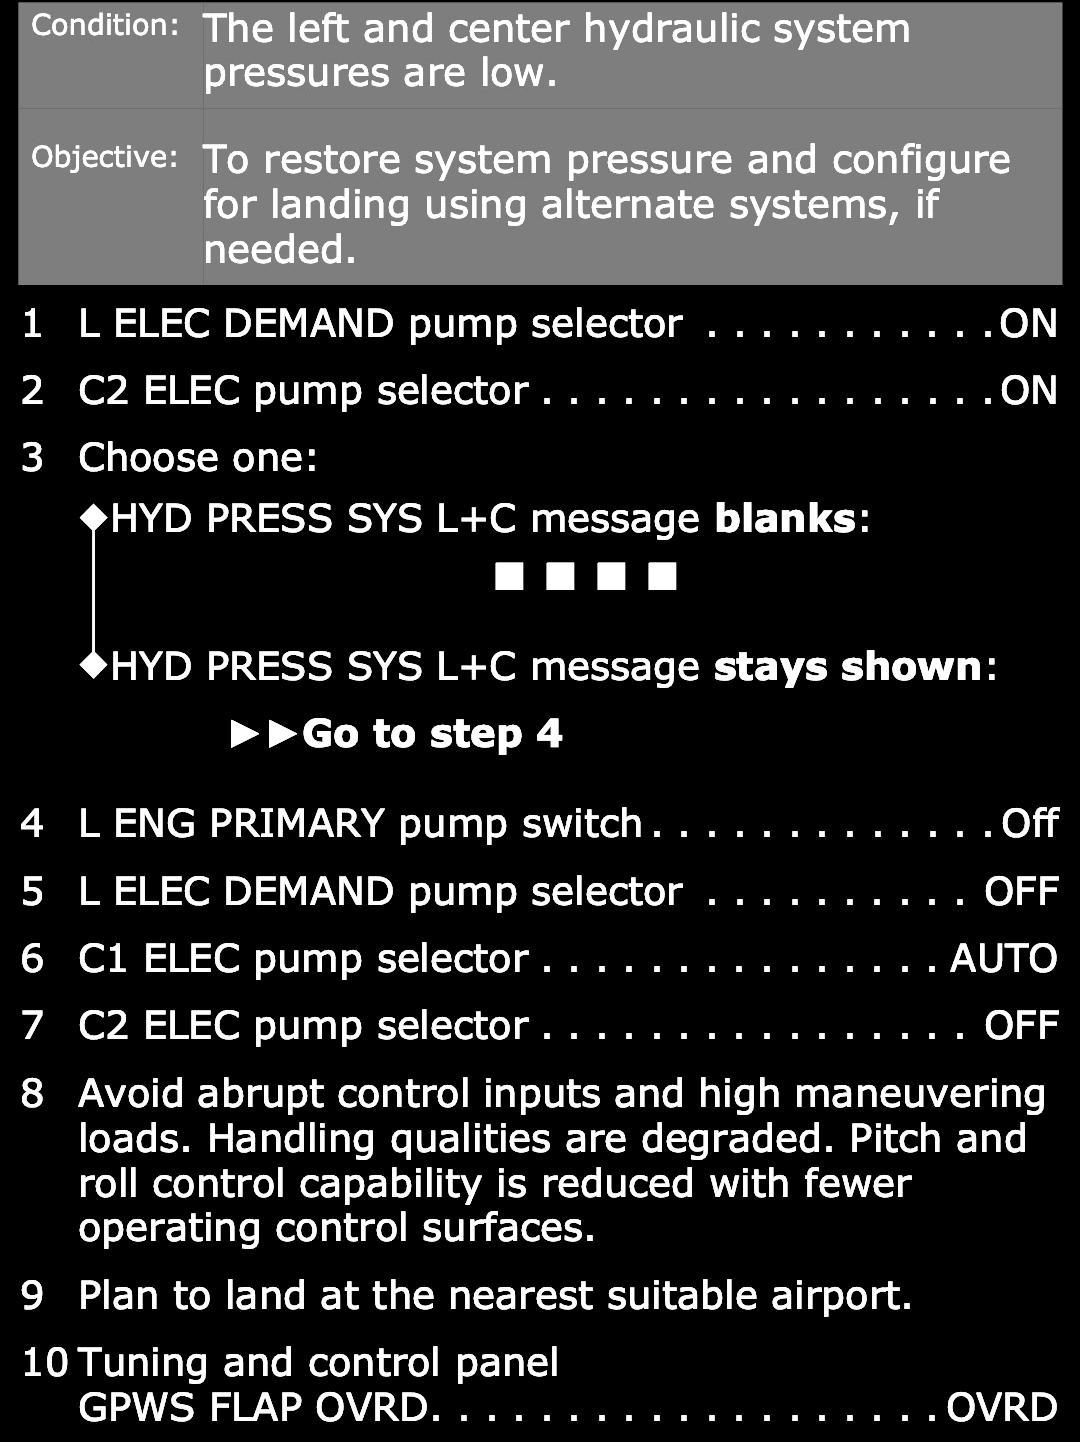 Condition: The left and center hydraulic system
pressures are low.
Objective: To restore system pressure and configure
for landing using alternate systems, if
needed.
1 L ELEC DEMAND pump selector . . . . . . . . . . . ON
2 C2 ELEC pump selector . . . . . . . . . . . . . . . . . ON
3 Choose one:
◆HYD PRESS SYS L+C message blanks:
■ ■ ■ ■
◆HYD PRESS SYS L+C message stays shown:
►►Go to step 4
4 L ENG PRIMARY pump switch . . . . . . . . . . . . . Off
5 L ELEC DEMAND pump selector . . . . . . . . . . OFF
6 C1 ELEC pump selector . . . . . . . . . . . . . . . AUTO
7 C2 ELEC pump selector . . . . . . . . . . . . . . . . OFF
8 Avoid abrupt control inputs and high maneuvering
loads. Handling qualities are degraded. Pitch and
roll control capability is reduced with fewer
operating control surfaces.
9 Plan to land at the nearest suitable airport.
10 Tuning and control panel
GPWS FLAP OVRD. . . . . . . . . . . . . . . . . . . OVRD